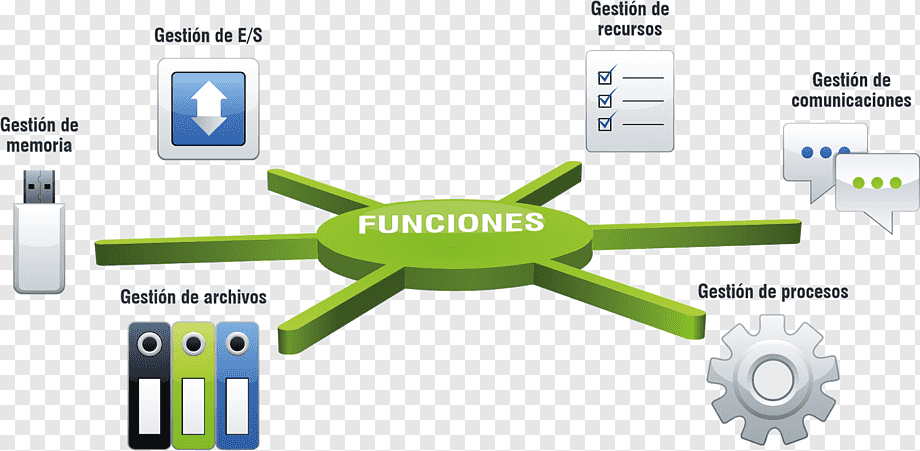 Gestión de
recursos
Gestión de E/S
Gestión de
comunicaciones
Gestión de
memoria
FUNCIONES
Gestión de archivos
Gestión de procesos